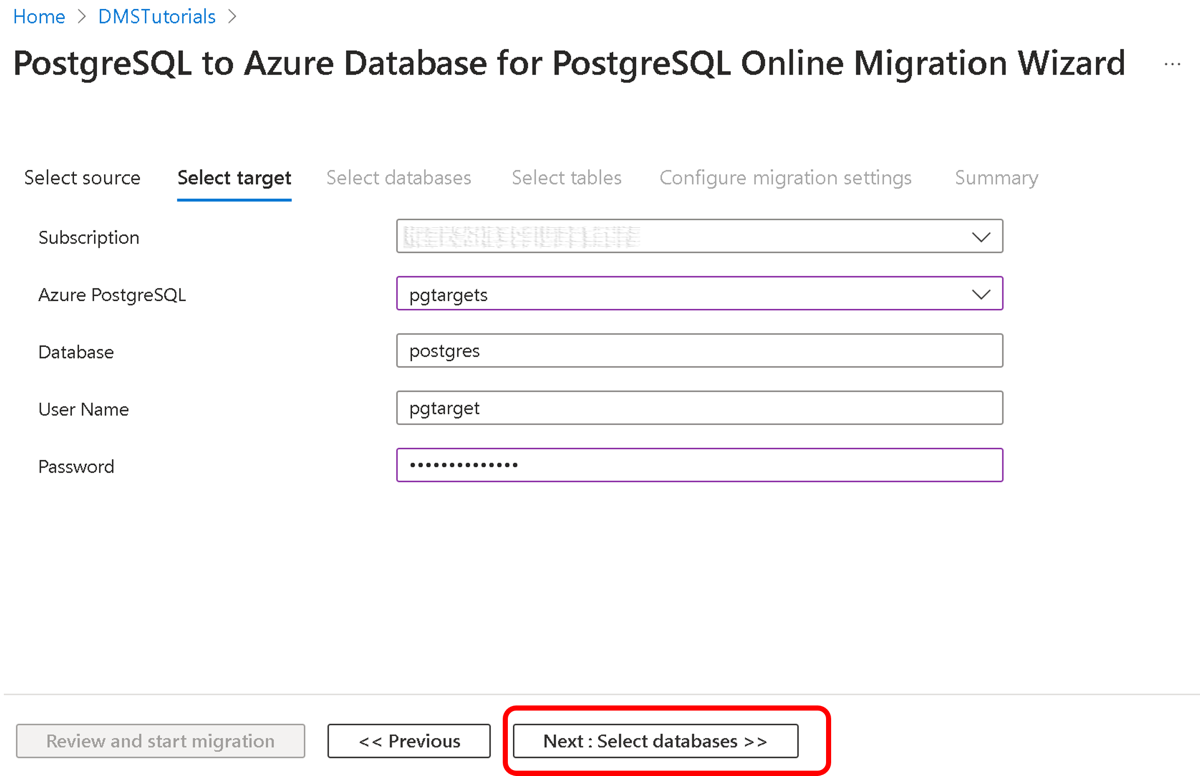 Home > DMSTutorials >
PostgreSQL to Azure Database for PostgreSQL Online Migration Wizard ...
Select source Select target Select databases Select tables Configure migration settings Summary
Subscription
Azure PostgreSQL pgtargets
Database postgres
User Name pgtarget
Password ••••••••••••••
Review and start migration << Previous Next : Select databases >>